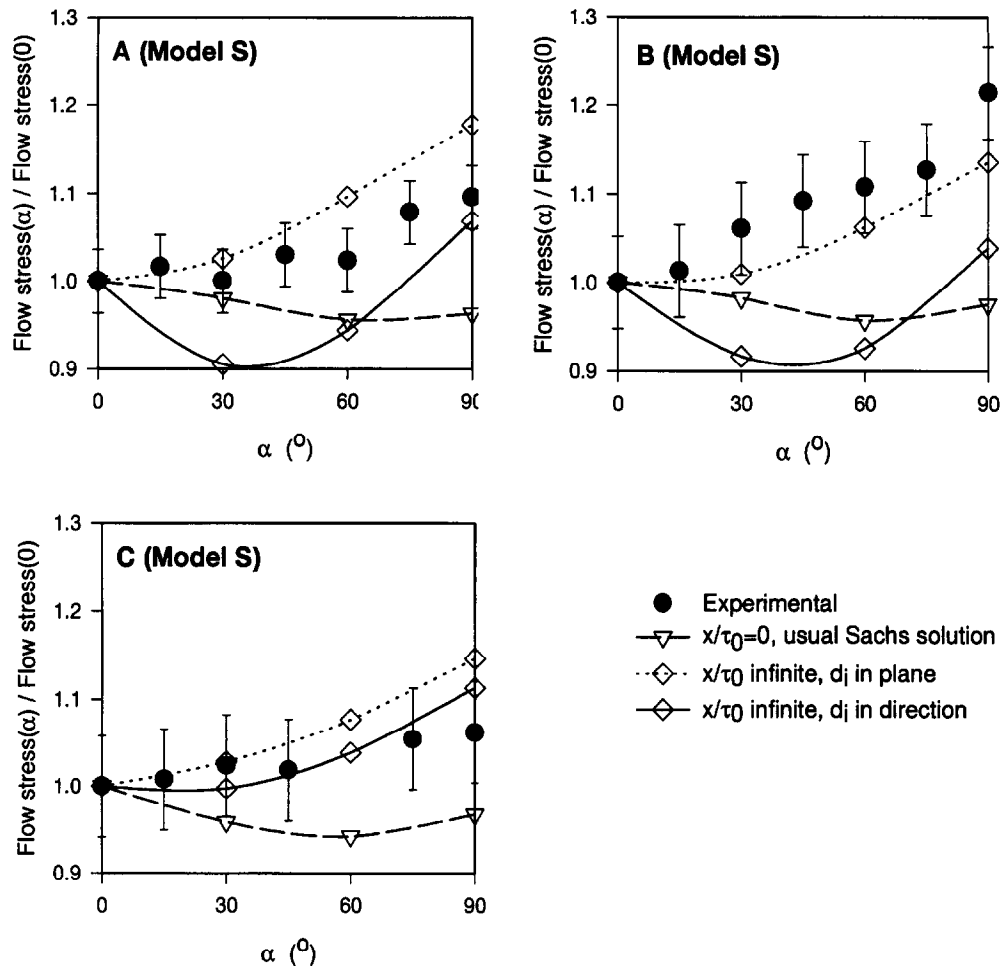 A (Model S)
Flow stress(α) / Flow stress(0)
1.3
1.2
1.1
1.0
0.9
0
30
60
90
α (o)
B (Model S)
Flow stress(α) / Flow stress(0)
1.3
1.2
1.1
1.0
0.9
0
30
60
90
α (o)
C (Model S)
Flow stress(α) / Flow stress(0)
1.3
1.2
1.1
1.0
0.9
0
30
60
90
α (o)
Experimental
x/τ0=0, usual Sachs solution
x/τ0 infinite, di in plane
x/τ0 infinite, di in direction